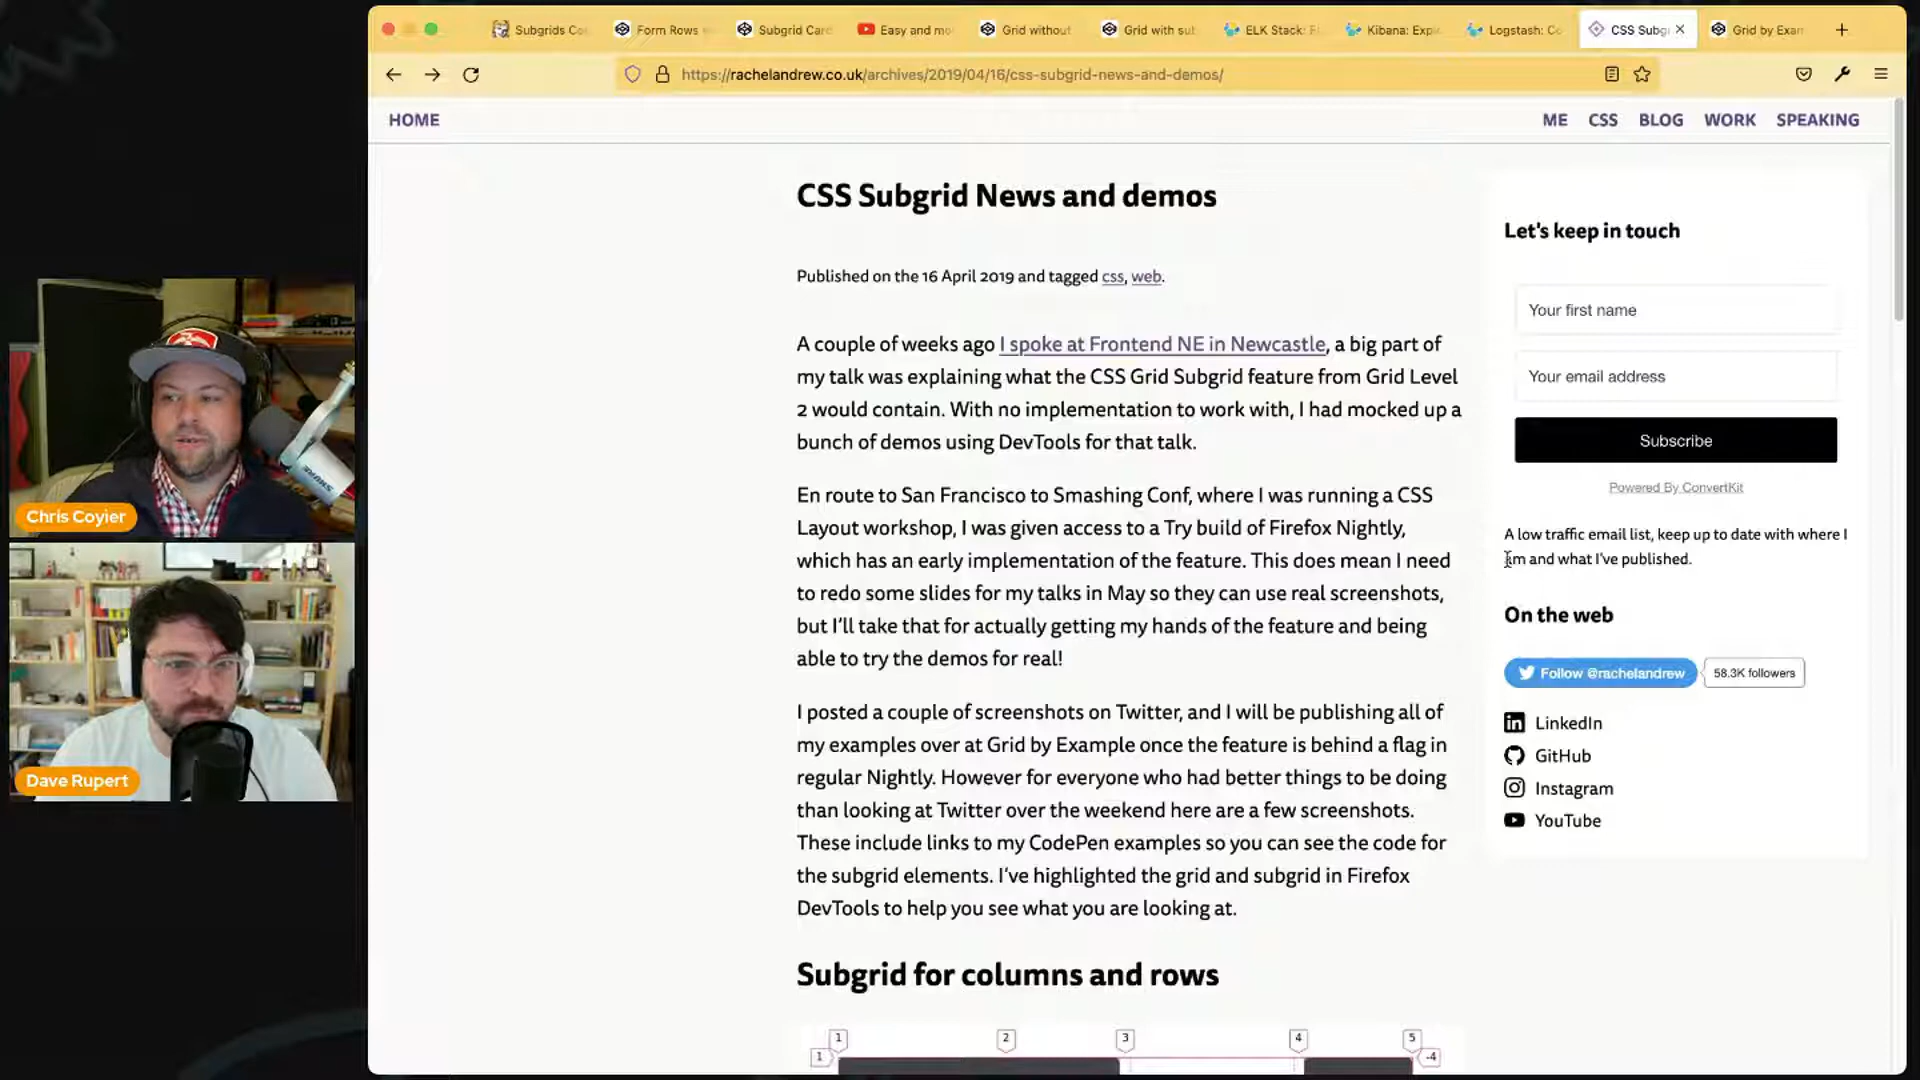 Subgrids Co
Form Rows
Subgrid Card
Easy and mo
Grid without
Grid with sub
ELK Stack: E
Kibana: Expl
Logstash: Co
CSS Subg
Grid by Exam
https://rachelandrew.co.uk/archives/2019/04/16/css-subgrid-news-and-demos/
HOME
ME CSS BLOG WORK SPEAKING
CSS Subgrid News and demos
Published on the 16 April 2019 and tagged css, web.
A couple of weeks ago I spoke at Frontend NE in Newcastle, a big part of
my talk was explaining what the CSS Grid Subgrid feature from Grid Level
2 would contain. With no implementation to work with, I had mocked up a
bunch of demos using DevTools for that talk.
En route to San Francisco to Smashing Conf, where I was running a CSS
Layout workshop, I was given access to a Try build of Firefox Nightly,
which has an early implementation of the feature. This does mean I need
to redo some slides for my talks in May so they can use real screenshots,
but I'll take that for actually getting my hands of the feature and being
able to try the demos for real!
I posted a couple of screenshots on Twitter, and I will be publishing all of
my examples over at Grid by Example once the feature is behind a flag in
regular Nightly. However for everyone who had better things to be doing
than looking at Twitter over the weekend here are a few screenshots.
These include links to my CodePen examples so you can see the code for
the subgrid elements. I've highlighted the grid and subgrid in Firefox
DevTools to help you see what you are looking at.
Subgrid for columns and rows
1 2 3 4 5
1 -4
Let's keep in touch
Your first name
Your email address
Subscribe
Powered By ConvertKit
A low traffic email list, keep up to date with where I
am and what I've published.
On the web
Follow @rachelandrew 58.3K followers
LinkedIn
GitHub
Instagram
YouTube
Chris Coyier
SHURE
Dave Rupert